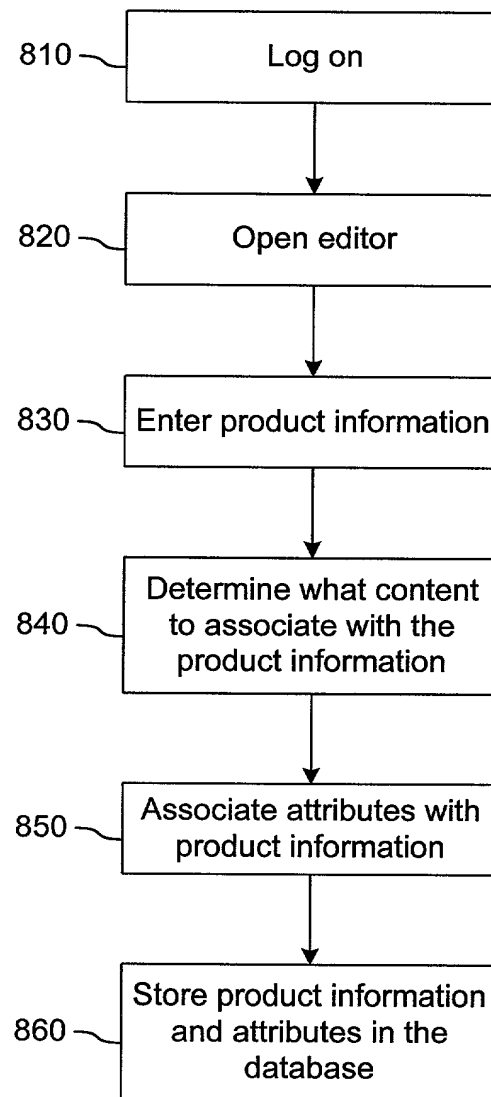 810
Log on
820
Open editor
830
Enter product information
840
Determine what content
to associate with the
product information
850
Associate attributes with
product information
860
Store product information
and attributes in the
database